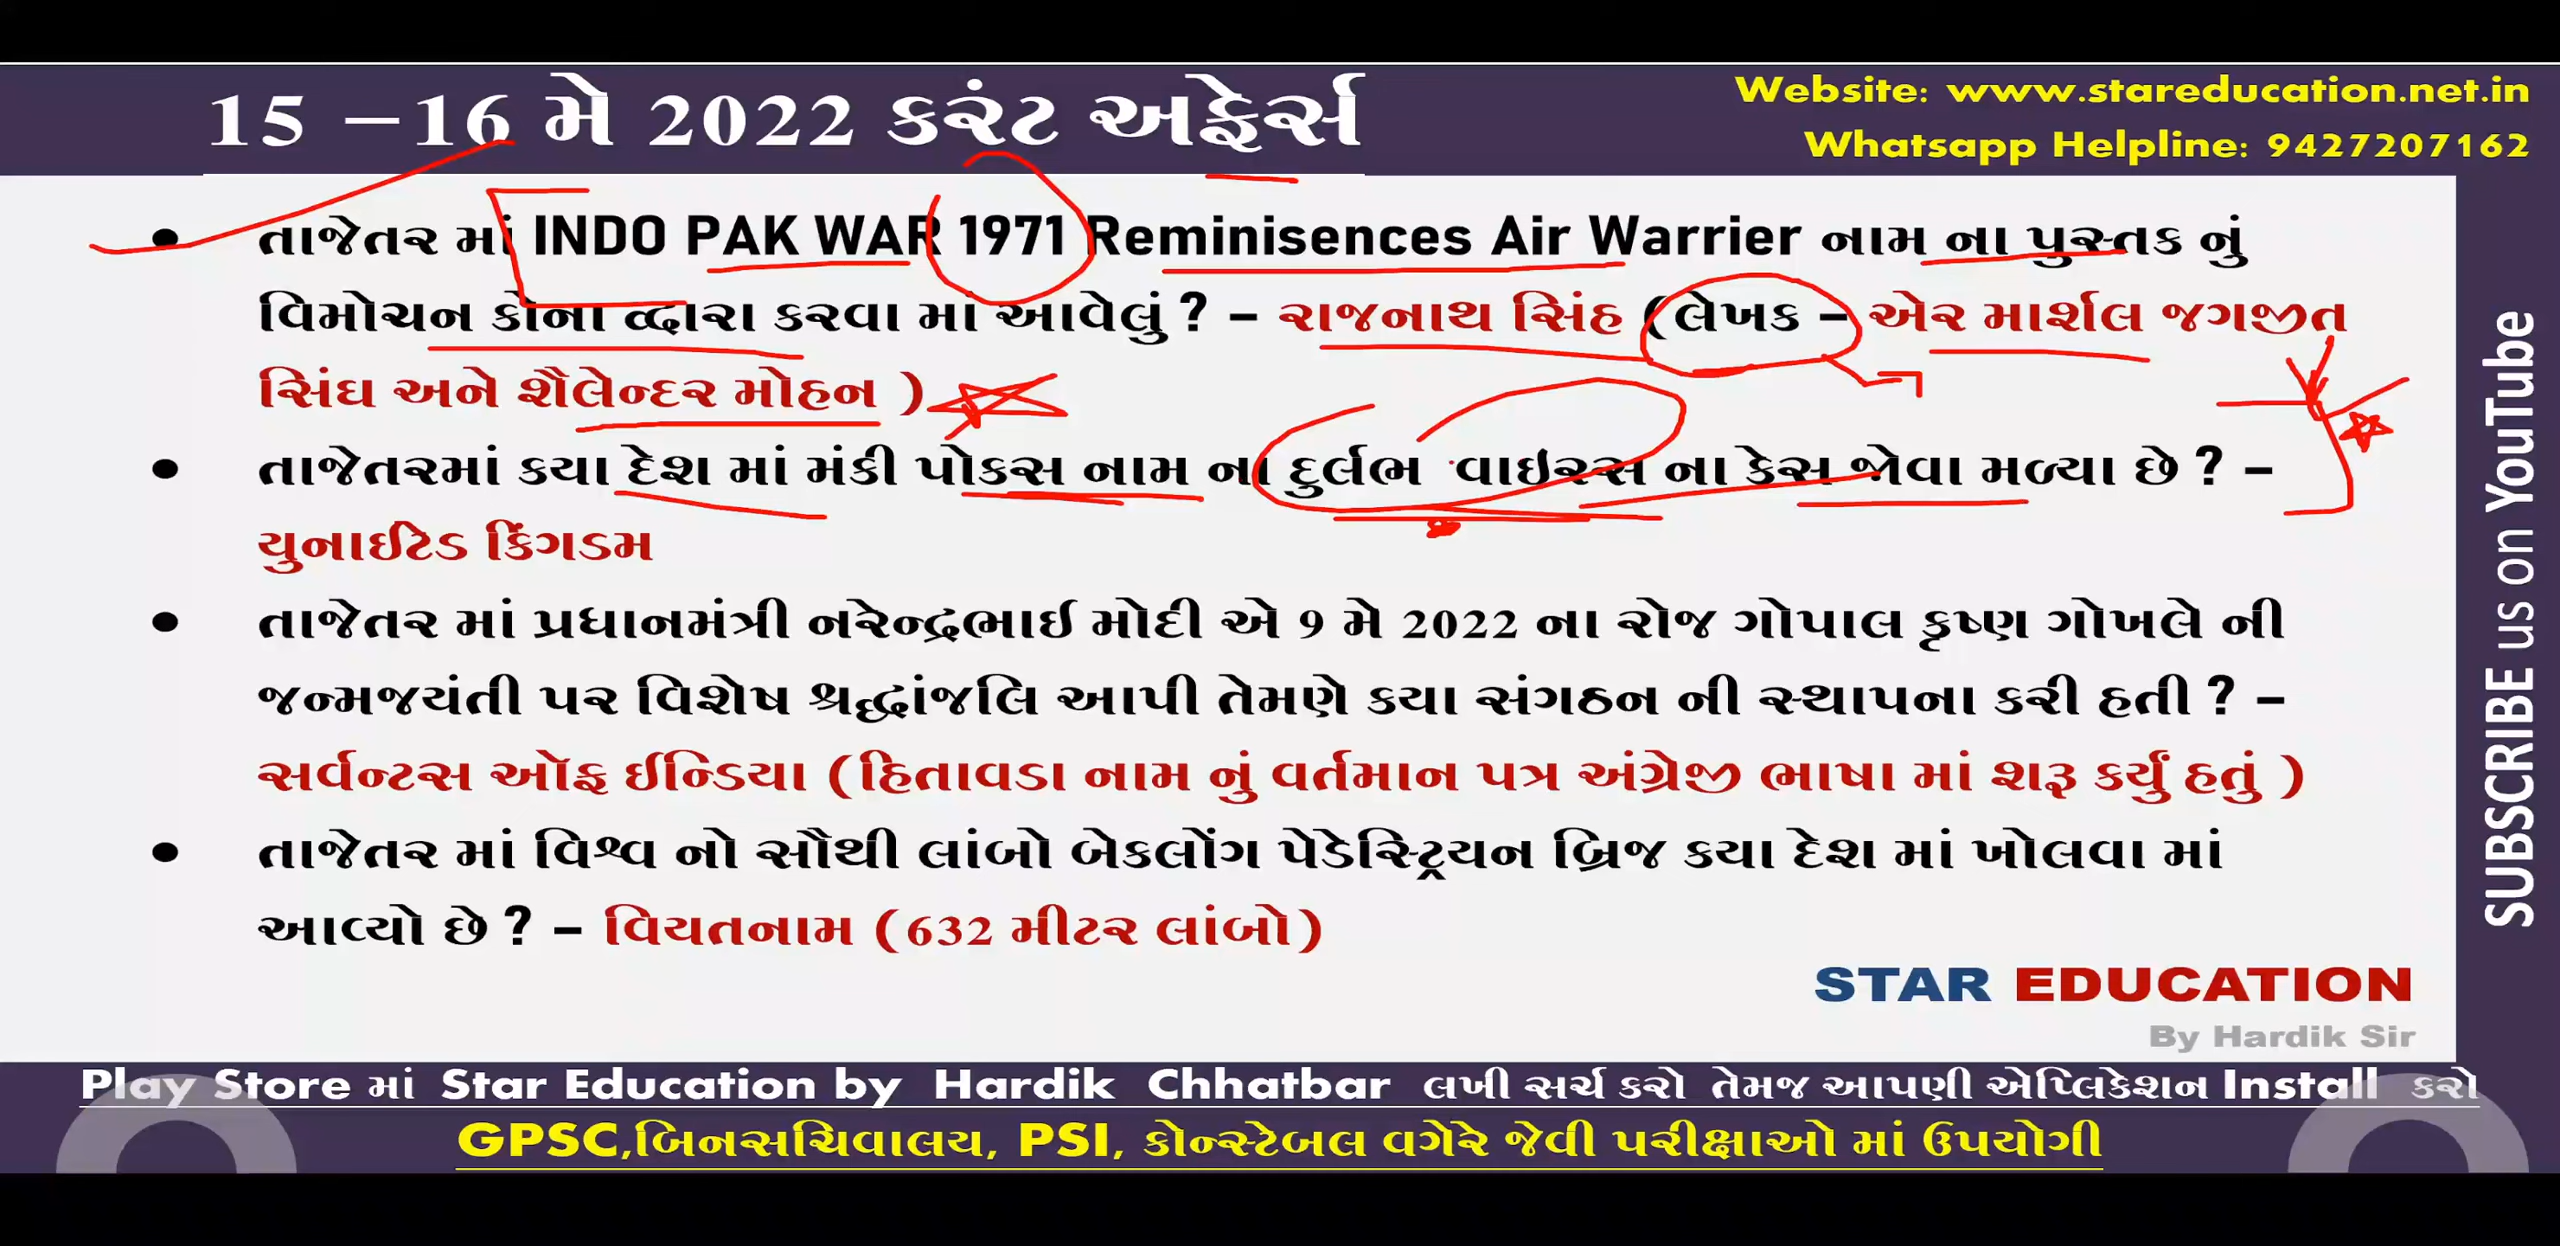 15 –16 મે 2022 કરંટ અફેર્સ
Website: www.stareducation.net.in
Whatsapp Helpline: 9427207162
• તાજેતર માં INDO PAK WAR 1971 Reminisences Air Warrier નામ ના પુસ્તક નું
વિમોચન કોના દ્વારા કરવા માં આવેલું ? – રાજનાથ સિંહ (લેખક – એર માર્શલ જગજીત
સિંઘ અને શૈલેન્દર મોહન )
• તાજેતરમાં કયા દેશ માં મંકી પોકસ નામ ના દુર્લભ વાઇરસ ના કેસ જોવા મળ્યા છે ? –
યુનાઈટેડ કિંગડમ
• તાજેતર માં પ્રધાનમંત્રી નરેન્દ્રભાઇ મોદી એ 9 મે 2022 ના રોજ ગોપાલ કૃષ્ણ ગોખલે ની
જન્મજયંતી પર વિશેષ શ્રદ્ધાંજલિ આપી તેમણે કયા સંગઠન ની સ્થાપના કરી હતી ? –
સર્વન્ટસ ઓફ ઈન્ડિયા (હિતાવડા નામ નું વર્તમાન પત્ર અંગ્રેજી ભાષા માં શરૂ કર્યું હતું )
• તાજેતર માં વિશ્વ નો સૌથી લાંબો બેકલોંગ પેડેસ્ટ્રિયન બ્રિજ કયા દેશ માં ખોલવા માં
આવ્યો છે ? – વિયતનામ (632 મીટર લાંબો)
SUBSCRIBE us on YouTube
STAR EDUCATION
By Hardik Sir
Play Store માં Star Education by Hardik Chhatbar લખી સર્ચ કરો તેમજ આપણી એપ્લિકેશન Install કરો
GPSC,બિનસચિવાલય, PSI, કોન્સ્ટેબલ વગેરે જેવી પરીક્ષાઓ માં ઉપયોગી